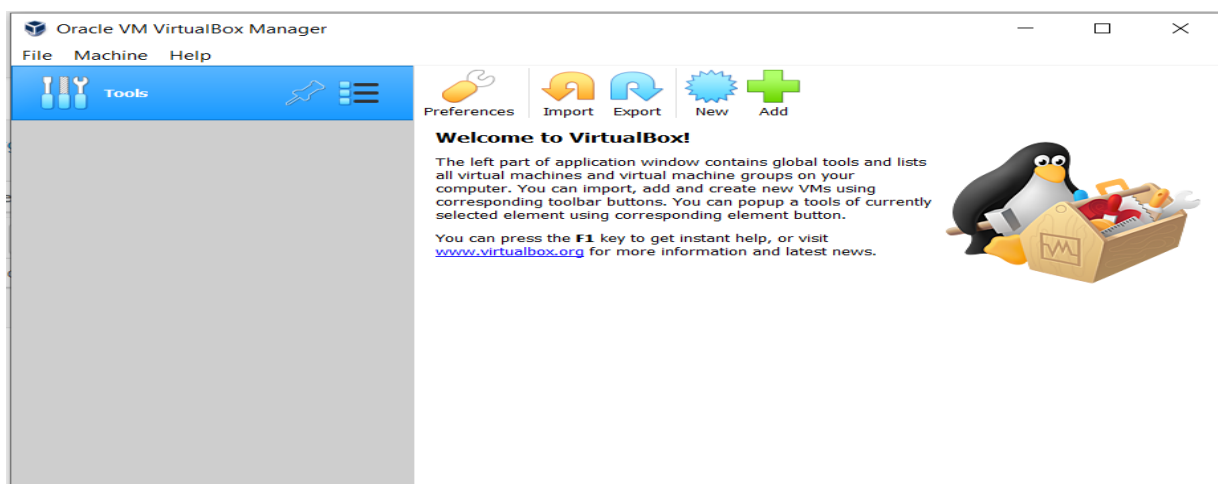 Oracle VM VirtualBox Manager
File Machine Help
Tools
Preferences Import Export New Add
Welcome to VirtualBox!
The left part of application window contains global tools and lists
all virtual machines and virtual machine groups on your
computer. You can import, add and create new VMs using
corresponding toolbar buttons. You can popup a tools of currently
selected element using corresponding element button.
You can press the F1 key to get instant help, or visit
www.virtualbox.org for more information and latest news.